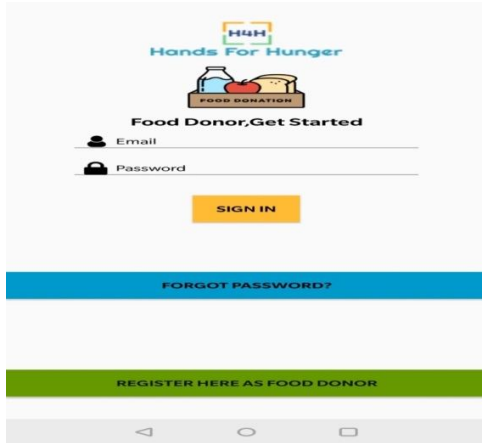 H4H
Hands For Hunger
FOOD DONATION
Food Donor,Get Started
Email
Password
SIGN IN
FORGOT PASSWORD?
REGISTER HERE AS FOOD DONOR